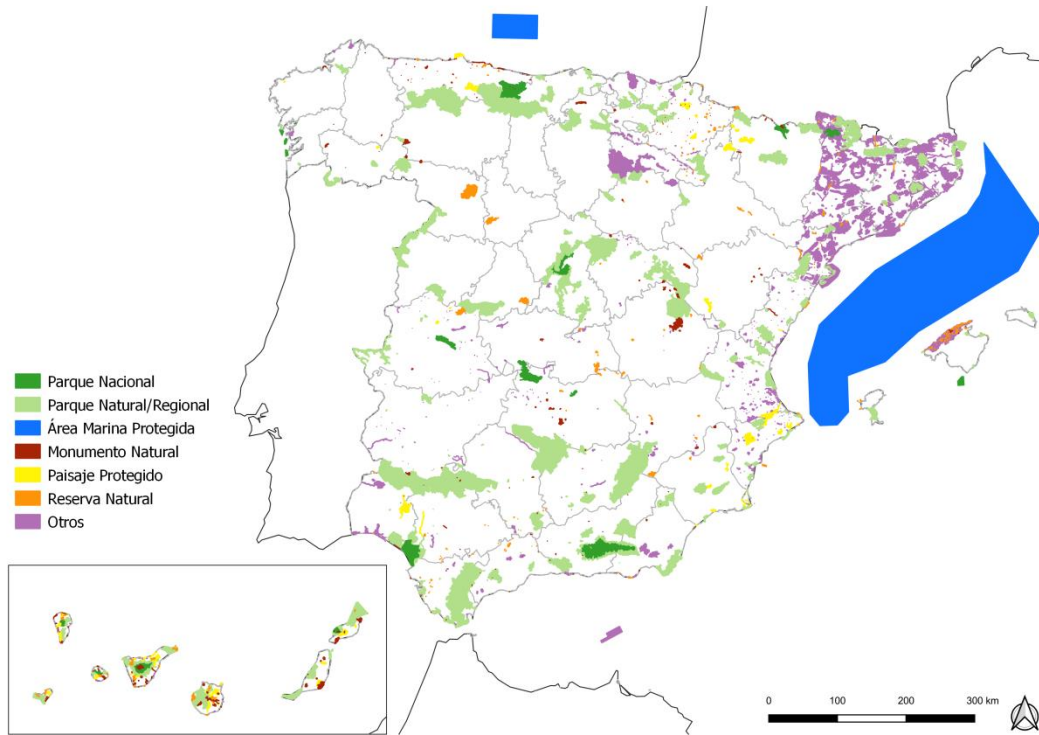 Parque Nacional
Parque Natural/Regional
Área Marina Protegida
Monumento Natural
Paisaje Protegido
Reserva Natural
Otros
0 100 200 300 km